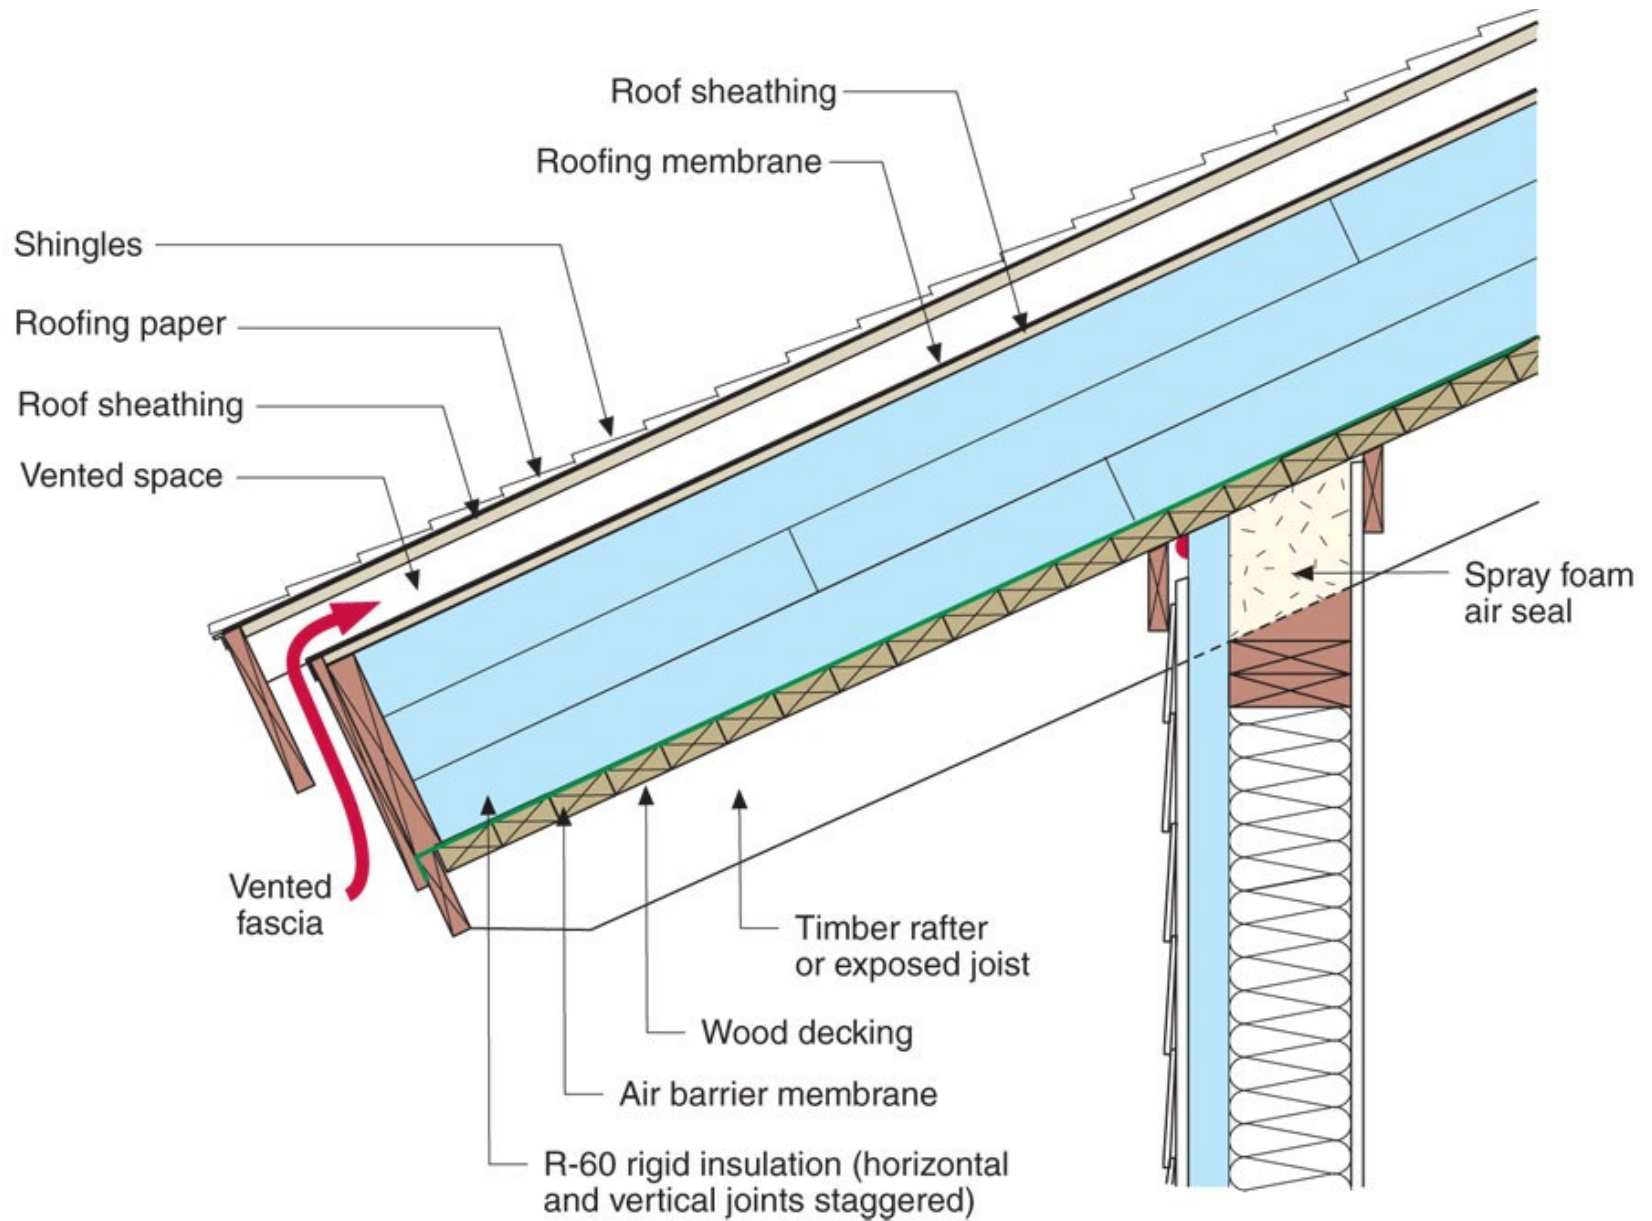 Roof sheathing
Roofing membrane
Shingles
Roofing paper
Roof sheathing
Vented space
Spray foam
air seal
Vented
fascia
Timber rafter
or exposed joist
Wood decking
Air barrier membrane
R-60 rigid insulation (horizontal
and vertical joints staggered)